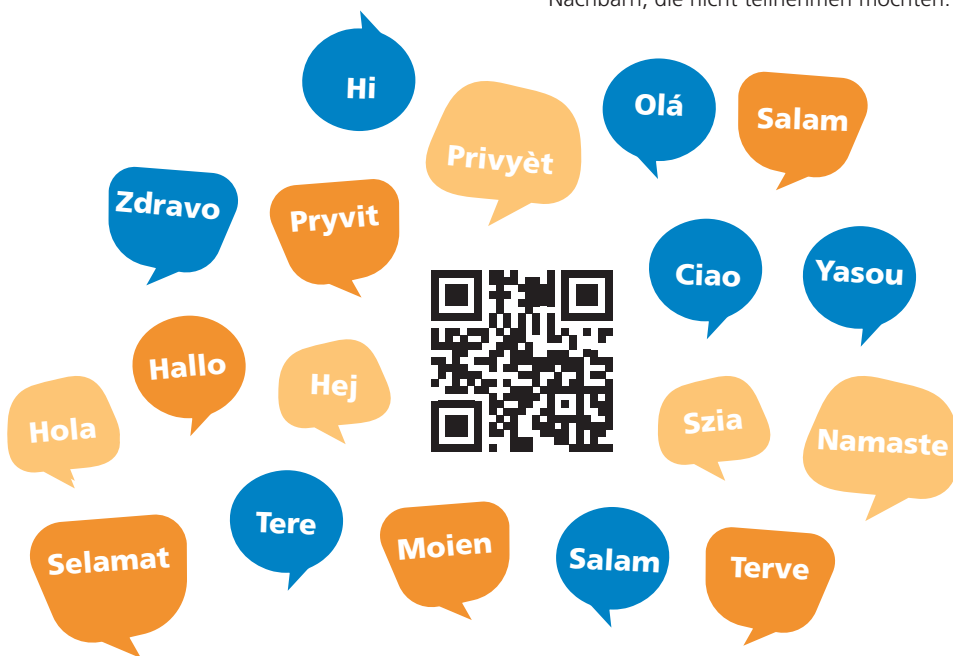 Nachbarn, die nicht teilnehmen möchten.
Hi
Olá
Salam
Privyèt
Zdravo
Pryvit
Ciao
Yasou
Hallo
Hej
Hola
Szia
Namaste
Tere
Moien
Selamat
Salam
Terve